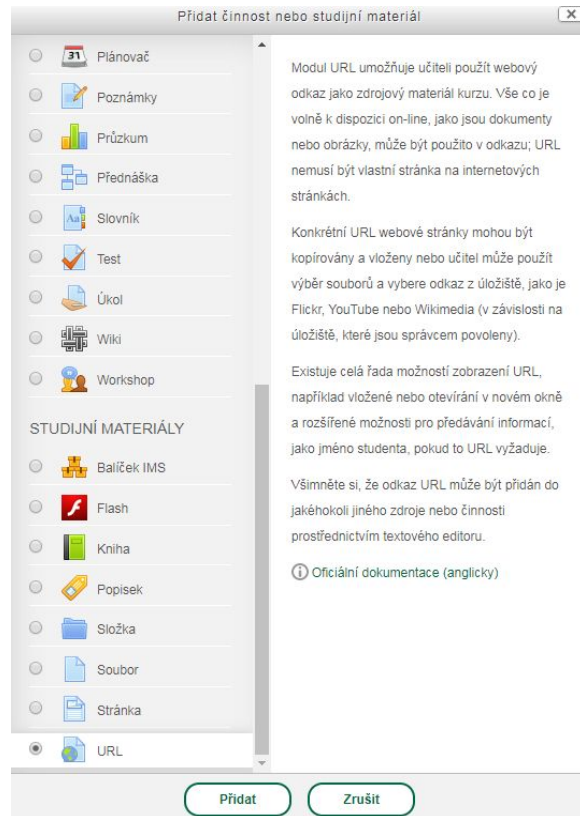 Přidat činnost nebo studijní materiál
31 Plánovač
Poznámky
Průzkum
Přednáška
Aa Slovník
Test
Úkol
Wiki
Workshop
STUDIJNÍ MATERIÁLY
Balíček IMS
Flash
Kniha
Popisek
Složka
Soubor
Stránka
URL
Modul URL umožňuje učiteli použít webový
odkaz jako zdrojový materiál kurzu. Vše co je
volně k dispozici on-line, jako jsou dokumenty
nebo obrázky, může být použito v odkazu; URL
nemusí být vlastní stránka na internetových
stránkách.
Konkrétní URL webové stránky mohou být
kopírovány a vloženy nebo učitel může použít
výběr souborů a vybere odkaz z úložiště, jako je
Flickr, YouTube nebo Wikimedia (v závislosti na
úložiště, které jsou správcem povoleny).
Existuje celá řada možností zobrazení URL,
například vložené nebo otevírání v novém okně
a rozšířené možnosti pro předávání informací,
jako jméno studenta, pokud to URL vyžaduje.
Všimněte si, že odkaz URL může být přidán do
jakéhokoli jiného zdroje nebo činnosti
prostřednictvím textového editoru.
Oficiální dokumentace (anglicky)
Přidat
Zrušit